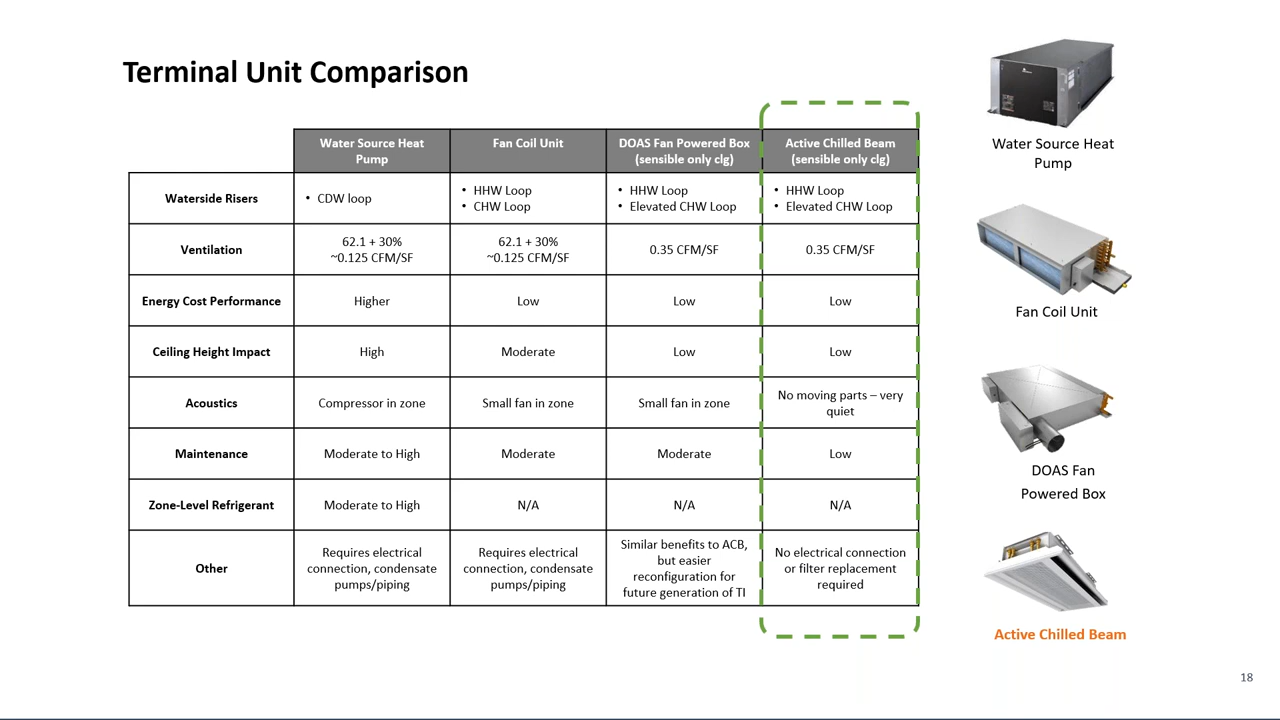 Terminal Unit Comparison
Water Source Heat
Pump
Fan Coil Unit
DOAS Fan Powered Box
(sensible only clg)
Active Chilled Beam
(sensible only clg)
Waterside Risers
• CDW loop
• HHW Loop
• CHW Loop
• HHW Loop
• Elevated CHW Loop
• HHW Loop
• Elevated CHW Loop
Ventilation
62.1 + 30%
~0.125 CFM/SF
62.1 + 30%
~0.125 CFM/SF
0.35 CFM/SF
0.35 CFM/SF
Energy Cost Performance
Higher
Low
Low
Low
Ceiling Height Impact
High
Moderate
Low
Low
Acoustics
Compressor in zone
Small fan in zone
Small fan in zone
No moving parts – very
quiet
Maintenance
Moderate to High
Moderate
Moderate
Low
Zone-Level Refrigerant
Moderate to High
N/A
N/A
N/A
Other
Requires electrical
connection, condensate
pumps/piping
Requires electrical
connection, condensate
pumps/piping
Similar benefits to ACB,
but easier
reconfiguration for
future generation of TI
No electrical connection
or filter replacement
required
Water Source Heat
Pump
Fan Coil Unit
DOAS Fan
Powered Box
Active Chilled Beam
18